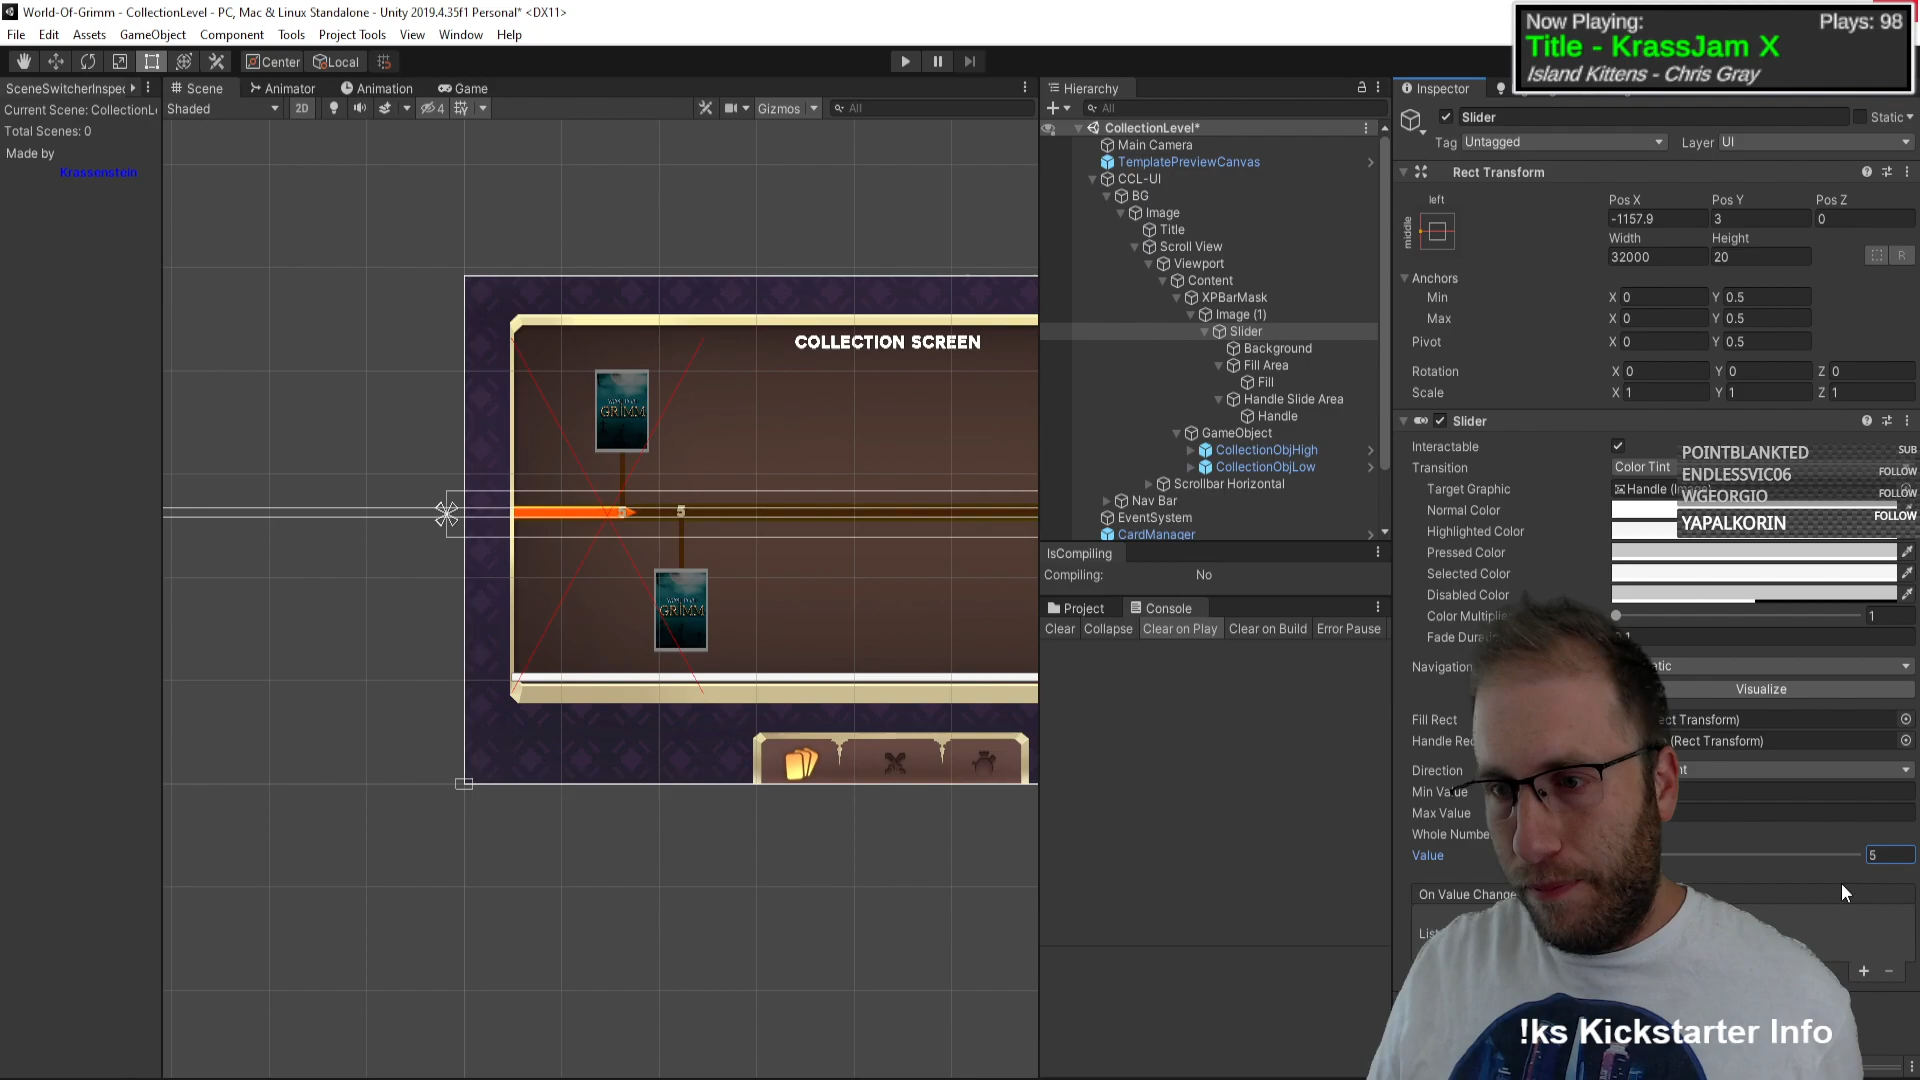 World-Of-Grimm - CollectionLevel - PC, Mac & Linux Standalone - Unity 2019.4.35f1 Personal* <DX11>
File Edit Assets GameObject Component Tools Project Tools View Window Help
Now Playing: Plays: 98
Title - KrassJam X
Island Kittens - Chris Gray
Center Local
SceneSwitcherInspec
Current Scene: CollectionL
Total Scenes: 0
Made by
Krassenstein
Scene Animator Animation Game
Shaded 2D 4 Gizmos All
COLLECTION SCREEN
GRIMM
5 5
GRIMM
Hierarchy
All
CollectionLevel*
Main Camera
TemplatePreviewCanvas
CCL-UI
BG
Image
Title
Scroll View
Viewport
Content
XPBarMask
Image (1)
Slider
Background
Fill Area
Fill
Handle Slide Area
Handle
GameObject
CollectionObjHigh
CollectionObjLow
Scrollbar Horizontal
Nav Bar
EventSystem
CardManager
IsCompiling
Compiling: No
Project Console
Clear Collapse Clear on Play Clear on Build Error Pause
Inspector
Slider Static
Tag Untagged Layer UI
Rect Transform
left
middle
Pos X Pos Y Pos Z
-1157.9 3 0
Width Height
32000 20
R
Anchors
Min X 0 Y 0.5
Max X 0 Y 0.5
Pivot X 0 Y 0.5
Rotation X 0 Y 0 Z 0
Scale X 1 Y 1 Z 1
Slider
Interactable
Transition Color Tint
Target Graphic Handle
Normal Color
Highlighted Color
Pressed Color
Selected Color
Disabled Color
Color Multiplie 1
Fade Dura
Navigation
Visualize
Fill Rect ect Transform)
Handle Rec (Rect Transform)
Direction
Min Value
Max Value
Whole Numbe
Value 5
On Value Change
List
POINTBLANKTED SUB
ENDLESSVIC06 FOLLOW
WGEORGIO FOLLOW
YAPALKORIN FOLLOW
!ks Kickstarter Info